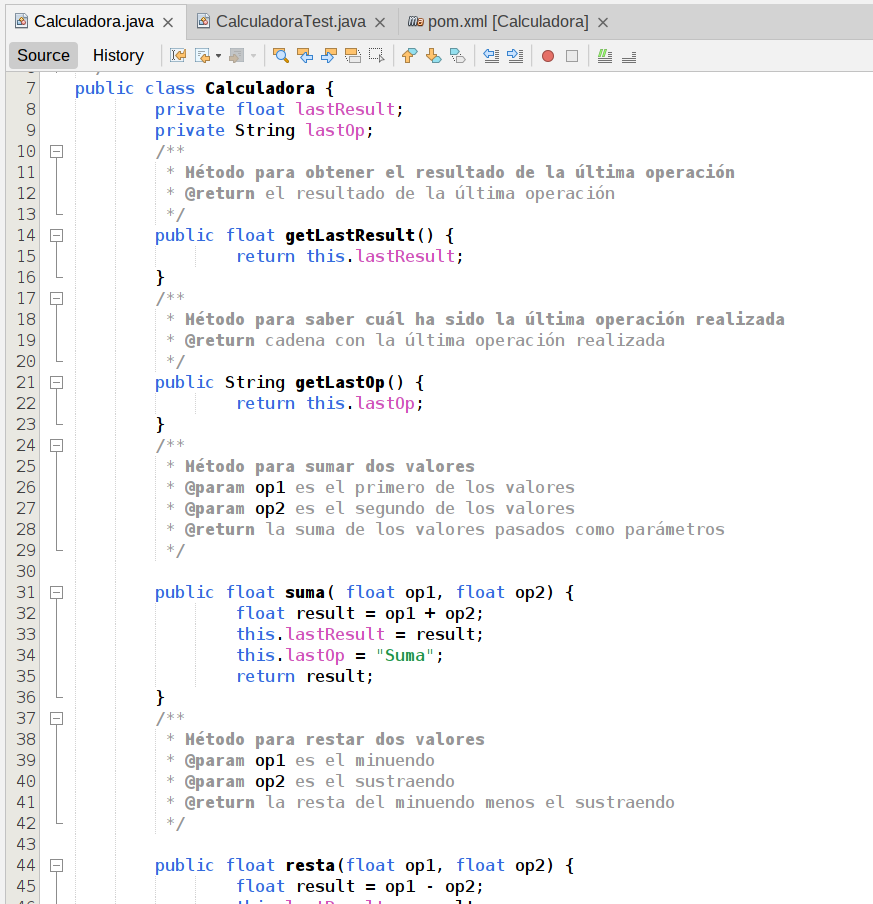 Calculadora.java
CalculadoraTest.java
pom.xml [Calculadora]
Source History
7 public class Calculadora {
8 private float lastResult;
9 private String lastOp;
10 /**
11 * Método para obtener el resultado de la última operación
12 * @return el resultado de la última operación
13 */
14 public float getLastResult() {
15 return this.lastResult;
16 }
17 /**
18 * Método para saber cuál ha sido la última operación realizada
19 * @return cadena con la última operación realizada
20 */
21 public String getLastOp() {
22 return this.lastOp;
23 }
24 /**
25 * Método para sumar dos valores
26 * @param op1 es el primero de los valores
27 * @param op2 es el segundo de los valores
28 * @return la suma de los valores pasados como parámetros
29 */
30
31 public float suma( float op1, float op2) {
32 float result = op1 + op2;
33 this.lastResult = result;
34 this.lastOp = "Suma";
35 return result;
36 }
37 /**
38 * Método para restar dos valores
39 * @param op1 es el minuendo
40 * @param op2 es el sustraendo
41 * @return la resta del minuendo menos el sustraendo
42 */
43
44 public float resta(float op1, float op2) {
45 float result = op1 - op2;